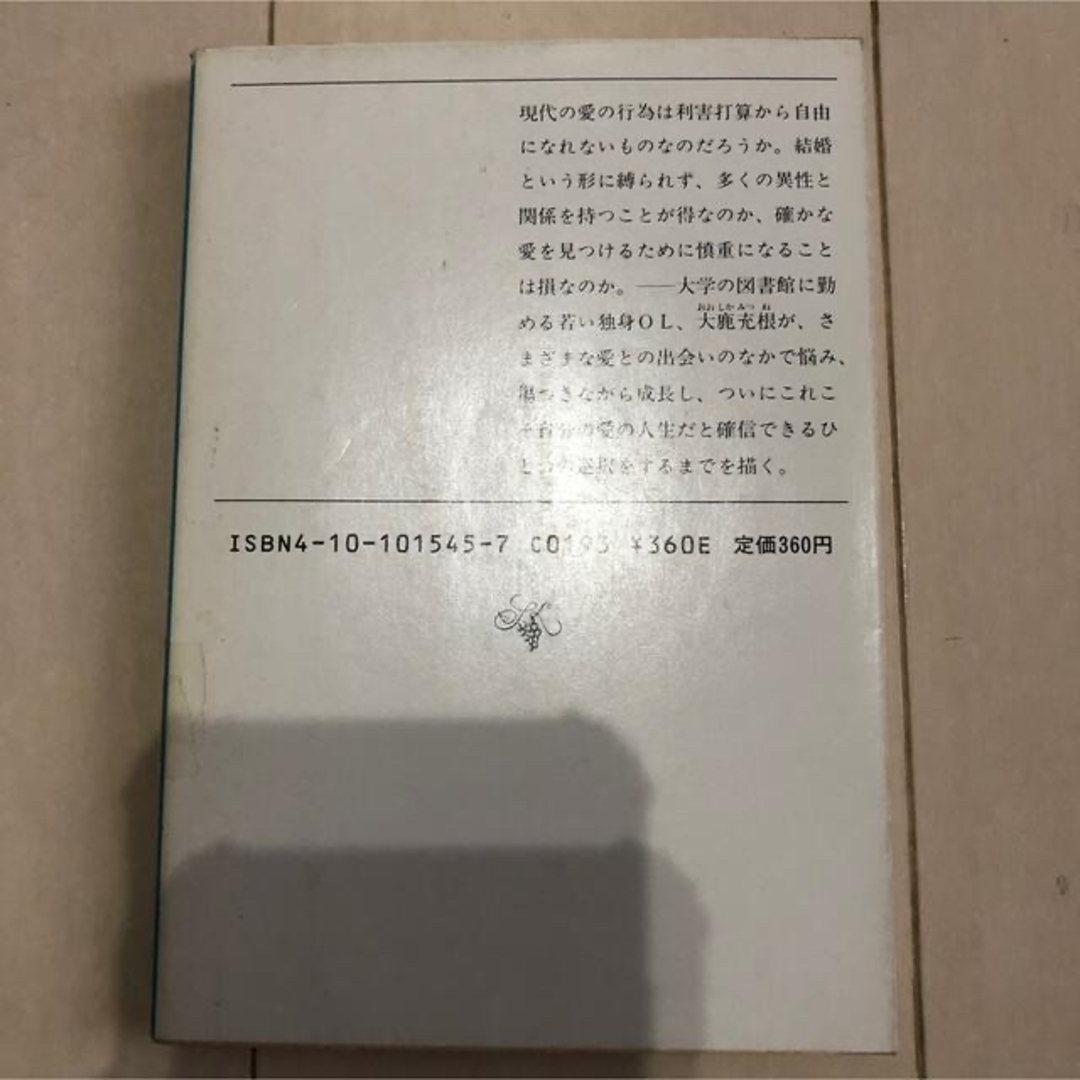 現代の愛の行為は利害打算から自由
になれないものなのだろうか。結婚
という形に縛られず、多くの異性と
関係を持つことが得なのか、確かな
愛を見つけるために慎重になること
は損なのか。――大学の図書館に勤
おおしかみつね
める若い独身OL、大鹿充根が、さ
まざまな愛との出会いのなかで悩み、
傷つきながら成長し、ついにこれこ
そ自分の愛の人生だと確信できるひ
とつの選択をするまでを描く。
ISBN4-10-101545-7 C0193 ¥360E 定価360円